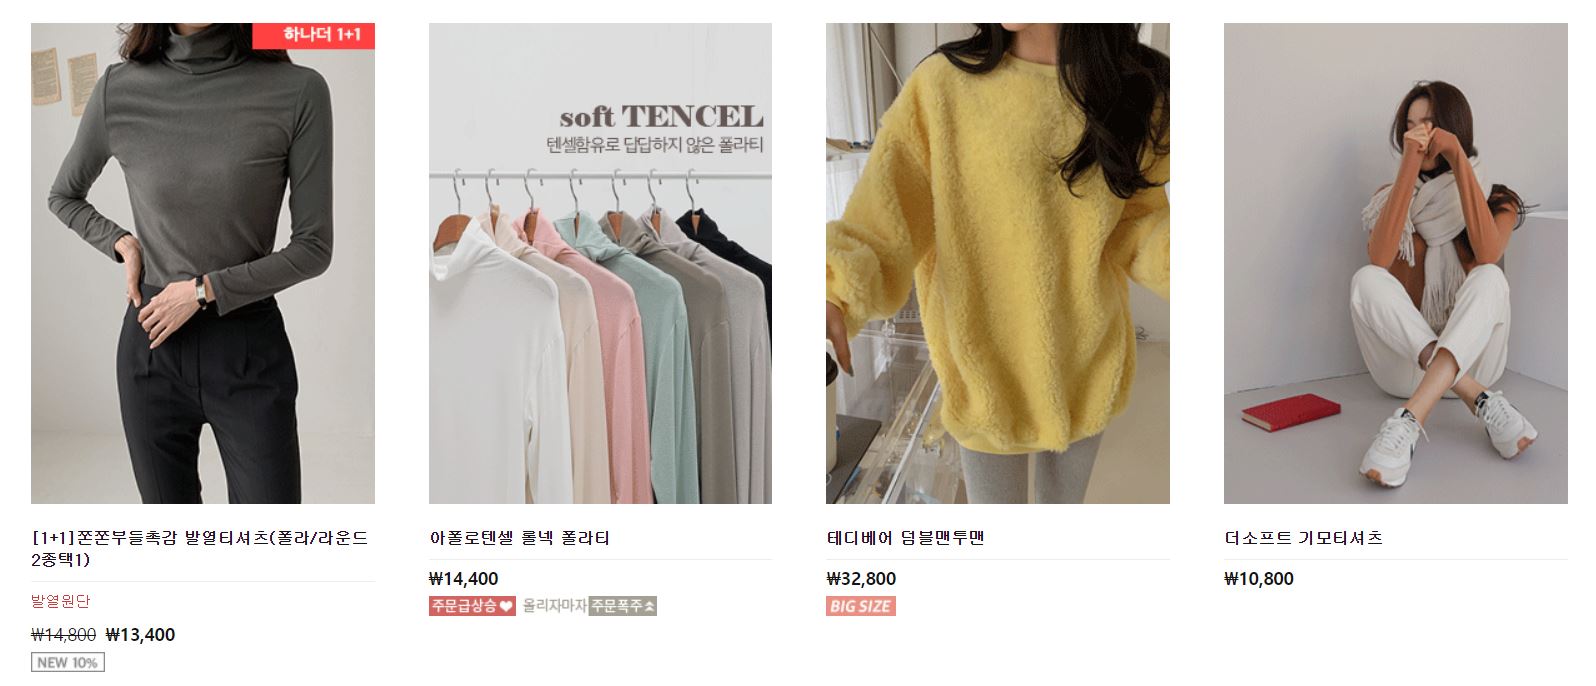 하나더 1+1
soft TENCEL
텐셀함유로 답답하지 않은 폴라티
[1+1]쫀쫀부들촉감 발열티셔츠(폴라/라운드
2종택1)
발열원단
₩14,800 ₩13,400
NEW 10%
아폴로텐셀 롤넥 폴라티
₩14,400
주문급상승♥ 올리자마자 주문폭주
테디베어 덤블맨투맨
₩32,800
BIG SIZE
더소프트 기모티셔츠
₩10,800